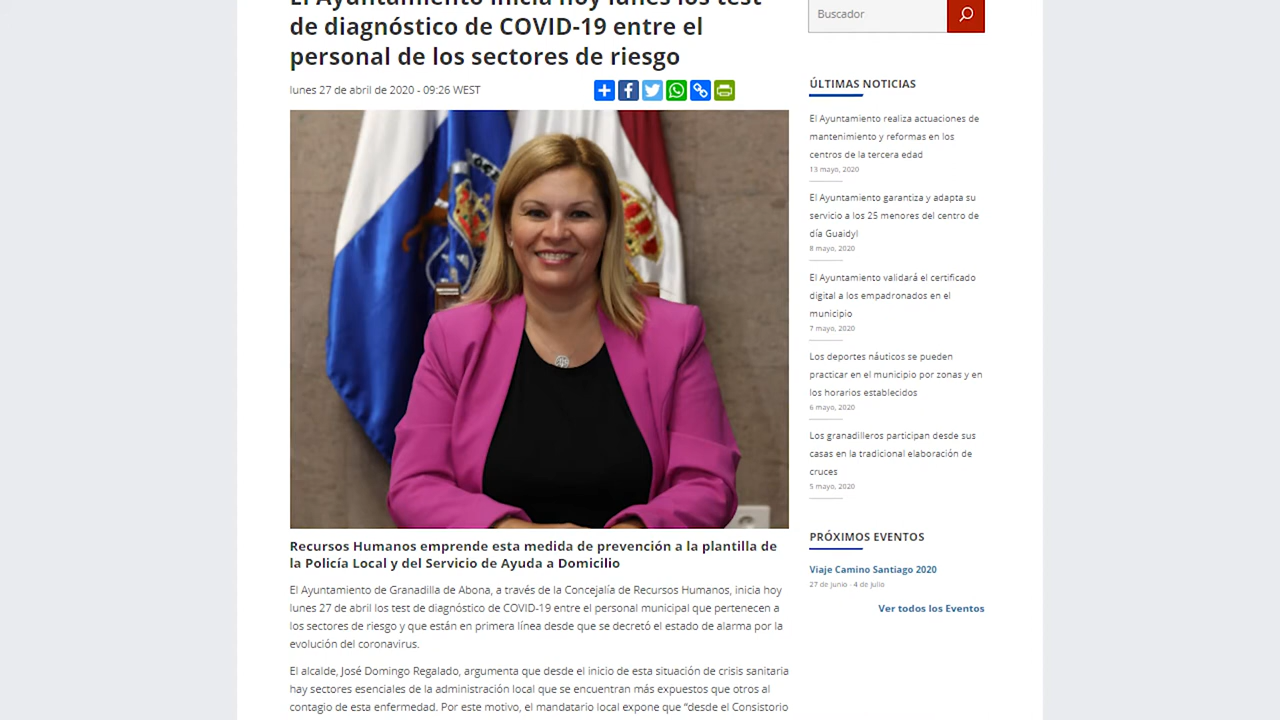 El Ayuntamiento inicia hoy lunes los test
de diagnóstico de COVID-19 entre el
personal de los sectores de riesgo
lunes 27 de abril de 2020 - 09:26 WEST
Recursos Humanos emprende esta medida de prevención a la plantilla de
la Policía Local y del Servicio de Ayuda a Domicilio
El Ayuntamiento de Granadilla de Abona, a través de la Concejalía de Recursos Humanos, inicia hoy
lunes 27 de abril los test de diagnóstico de COVID-19 entre el personal municipal que pertenecen a
los sectores de riesgo y que están en primera línea desde que se decretó el estado de alarma por la
evolución del coronavirus.
El alcalde, José Domingo Regalado, argumenta que desde el inicio de esta situación de crisis sanitaria
hay sectores esenciales de la administración local que se encuentran más expuestos que otros al
contagio de esta enfermedad. Por este motivo, el mandatario local expone que “desde el Consistorio
Buscador
ÚLTIMAS NOTICIAS
El Ayuntamiento realiza actuaciones de
mantenimiento y reformas en los
centros de la tercera edad
13 mayo, 2020
El Ayuntamiento garantiza y adapta su
servicio a los 25 menores del centro de
día Guaidyl
8 mayo, 2020
El Ayuntamiento validará el certificado
digital a los empadronados en el
municipio
7 mayo, 2020
Los deportes náuticos se pueden
practicar en el municipio por zonas y en
los horarios establecidos
6 mayo, 2020
Los granadilleros participan desde sus
casas en la tradicional elaboración de
cruces
5 mayo, 2020
PRÓXIMOS EVENTOS
Viaje Camino Santiago 2020
27 de junio - 4 de julio
Ver todos los Eventos